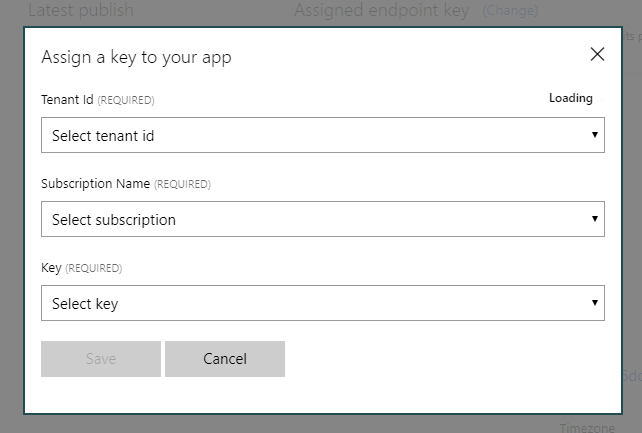 Latest publish Assigned endpoint key (Change)
Assign a key to your app
Tenant Id (REQUIRED) Loading
Select tenant id
Subscription Name (REQUIRED)
Select subscription
Key (REQUIRED)
Select key
Save Cancel
Timezone